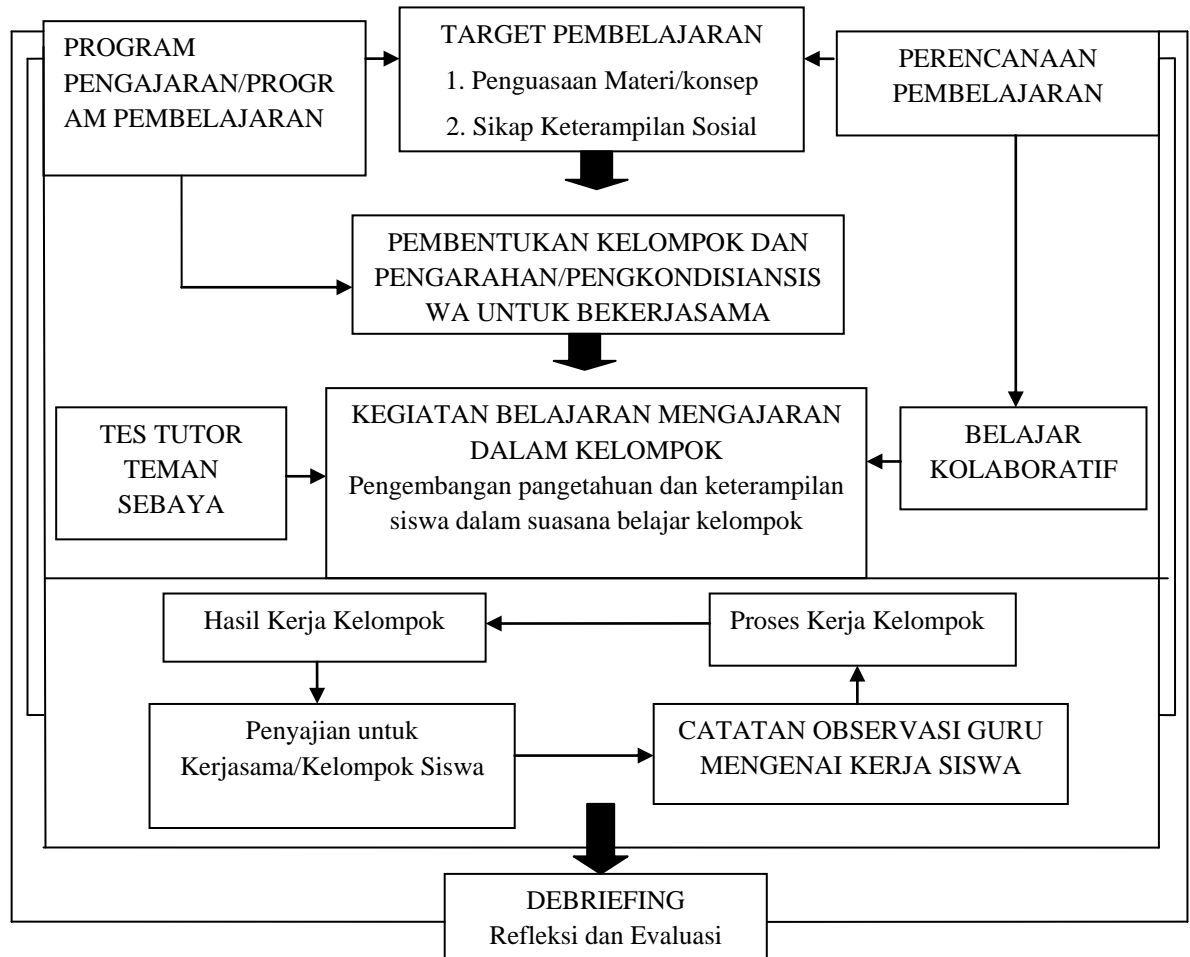 PROGRAM
PENGAJARAN/PROGR
AM PEMBELAJARAN
TARGET PEMBELAJARAN
1. Penguasaan Materi/konsep
2. Sikap Keterampilan Sosial
PERENCANAAN
PEMBELAJARAN
PEMBENTUKAN KELOMPOK DAN
PENGARAHAN/PENGKONDISIANSIS
WA UNTUK BEKERJASAMA
TES TUTOR
TEMAN
SEBAYA
KEGIATAN BELAJARAN MENGAJARAN
DALAM KELOMPOK
Pengembangan pangetahuan dan keterampilan
siswa dalam suasana belajar kelompok
BELAJAR
KOLABORATIF
Hasil Kerja Kelompok
Proses Kerja Kelompok
Penyajian untuk
Kerjasama/Kelompok Siswa
CATATAN OBSERVASI GURU
MENGENAI KERJA SISWA
DEBRIEFING
Refleksi dan Evaluasi